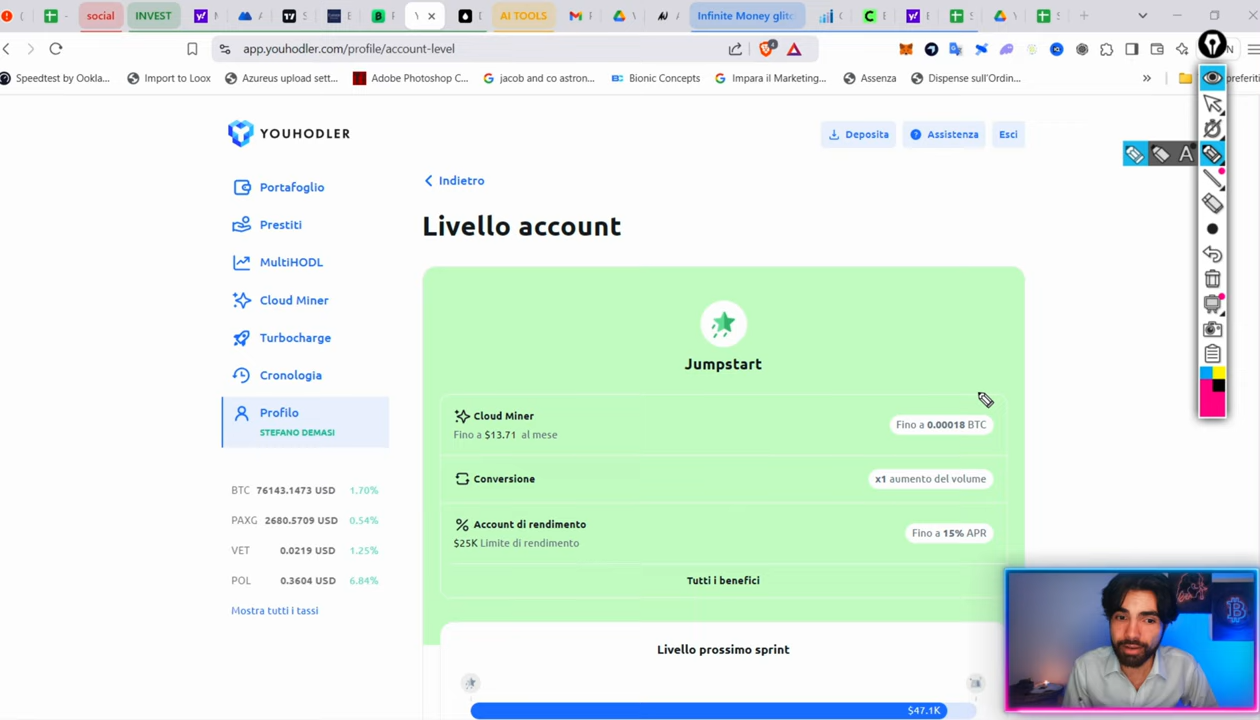 social
INVEST
AI TOOLS
Infinite Money glitc
app.youhodler.com/profile/account-level
Speedtest by Ookla...
Import to Loox
Azureus upload sett...
Adobe Photoshop C...
jacob and co astron...
Bionic Concepts
Impara il Marketing...
Assenza
Dispense sull'Ordin...
»
preferiti
YOUHODLER
Deposita
Assistenza
Esci
Portafoglio
Prestiti
MultiHODL
Cloud Miner
Turbocharge
Cronologia
Profilo
STEFANO DEMASI
BTC 76143.1473 USD 1.70%
PAXG 2680.5709 USD 0.54%
VET 0.0219 USD 1.25%
POL 0.3604 USD 6.84%
Mostra tutti i tassi
Indietro
Livello account
Jumpstart
Cloud Miner
Fino a $13.71 al mese
Fino a 0.00018 BTC
Conversione
x1 aumento del volume
Account di rendimento
$25K Limite di rendimento
Fino a 15% APR
Tutti i benefici
Livello prossimo sprint
$47.1K